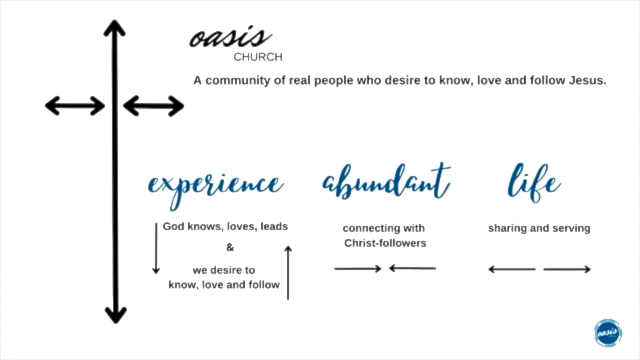 oasis
CHURCH
A community of real people who desire to know, love and follow Jesus.
experience
God knows, loves, leads
&
we desire to
know, love and follow
abundant
connecting with
Christ-followers
life
sharing and serving
oasis